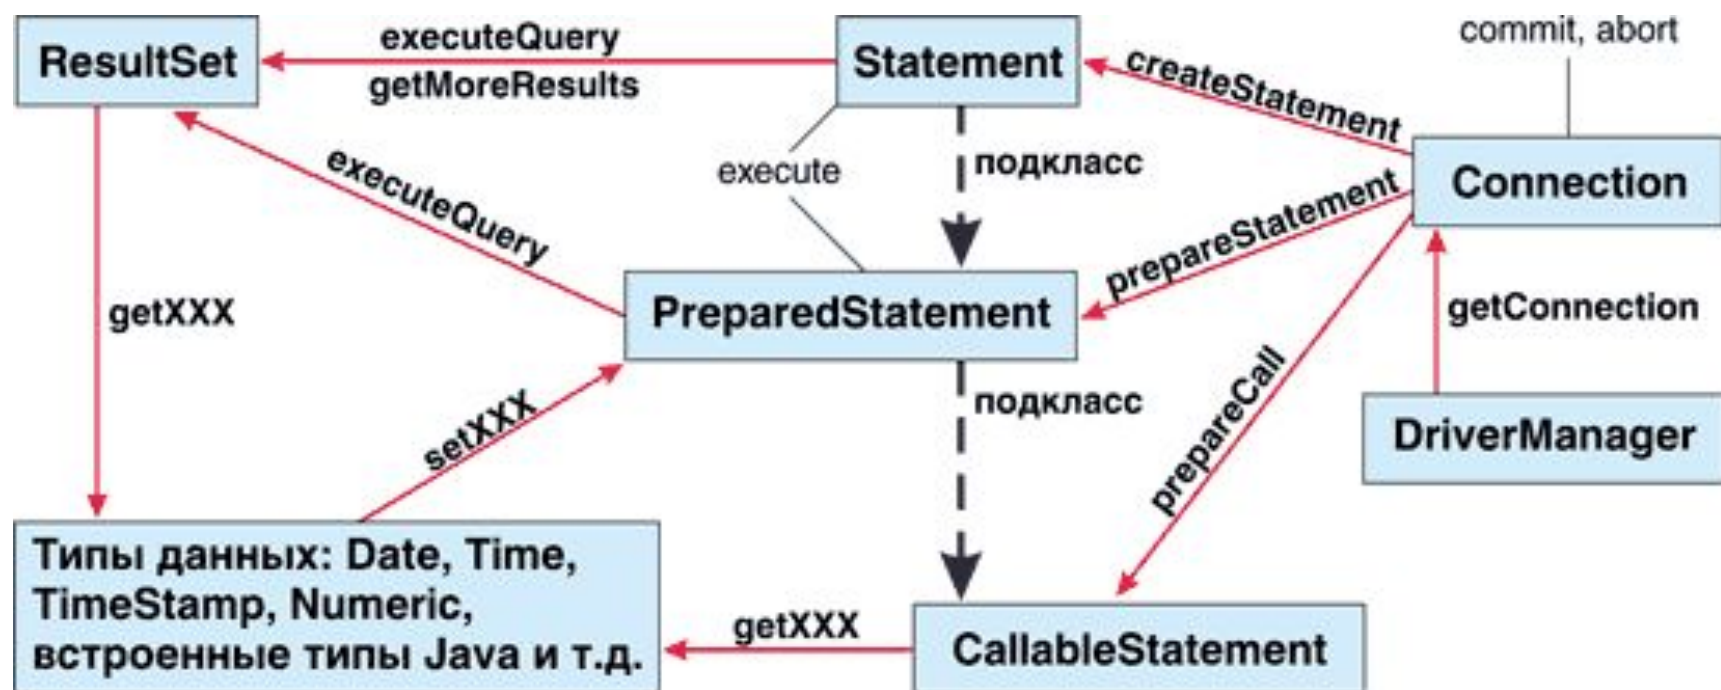 ResultSet
executeQuery
getMoreResults
Statement
createStatement
commit, abort
Connection
executeQuery
execute
подкласс
prepareStatement
getXXX
PreparedStatement
getConnection
setXXX
подкласс
prepareCall
DriverManager
Типы данных: Date, Time,
TimeStamp, Numeric,
встроенные типы Java и т.д.
getXXX
CallableStatement